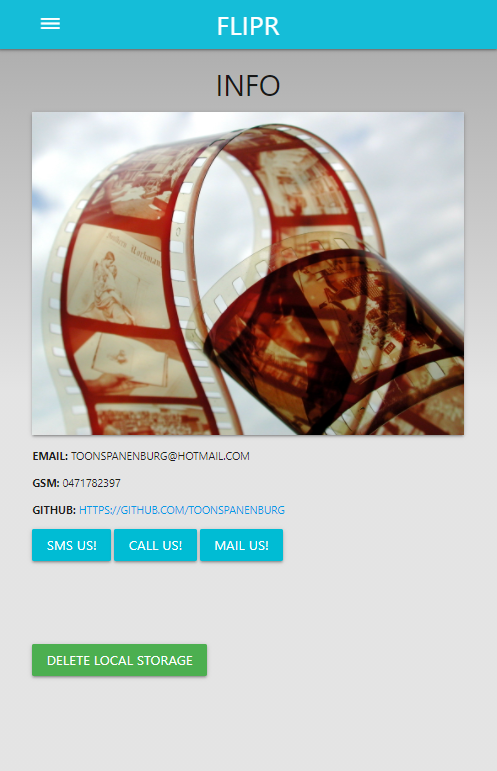 FLIPR
INFO
EMAIL: TOONSPANENBURG@HOTMAIL.COM
GSM: 0471782397
GITHUB: HTTPS://GITHUB.COM/TOONSPANENBURG
SMS US! CALL US! MAIL US!
DELETE LOCAL STORAGE